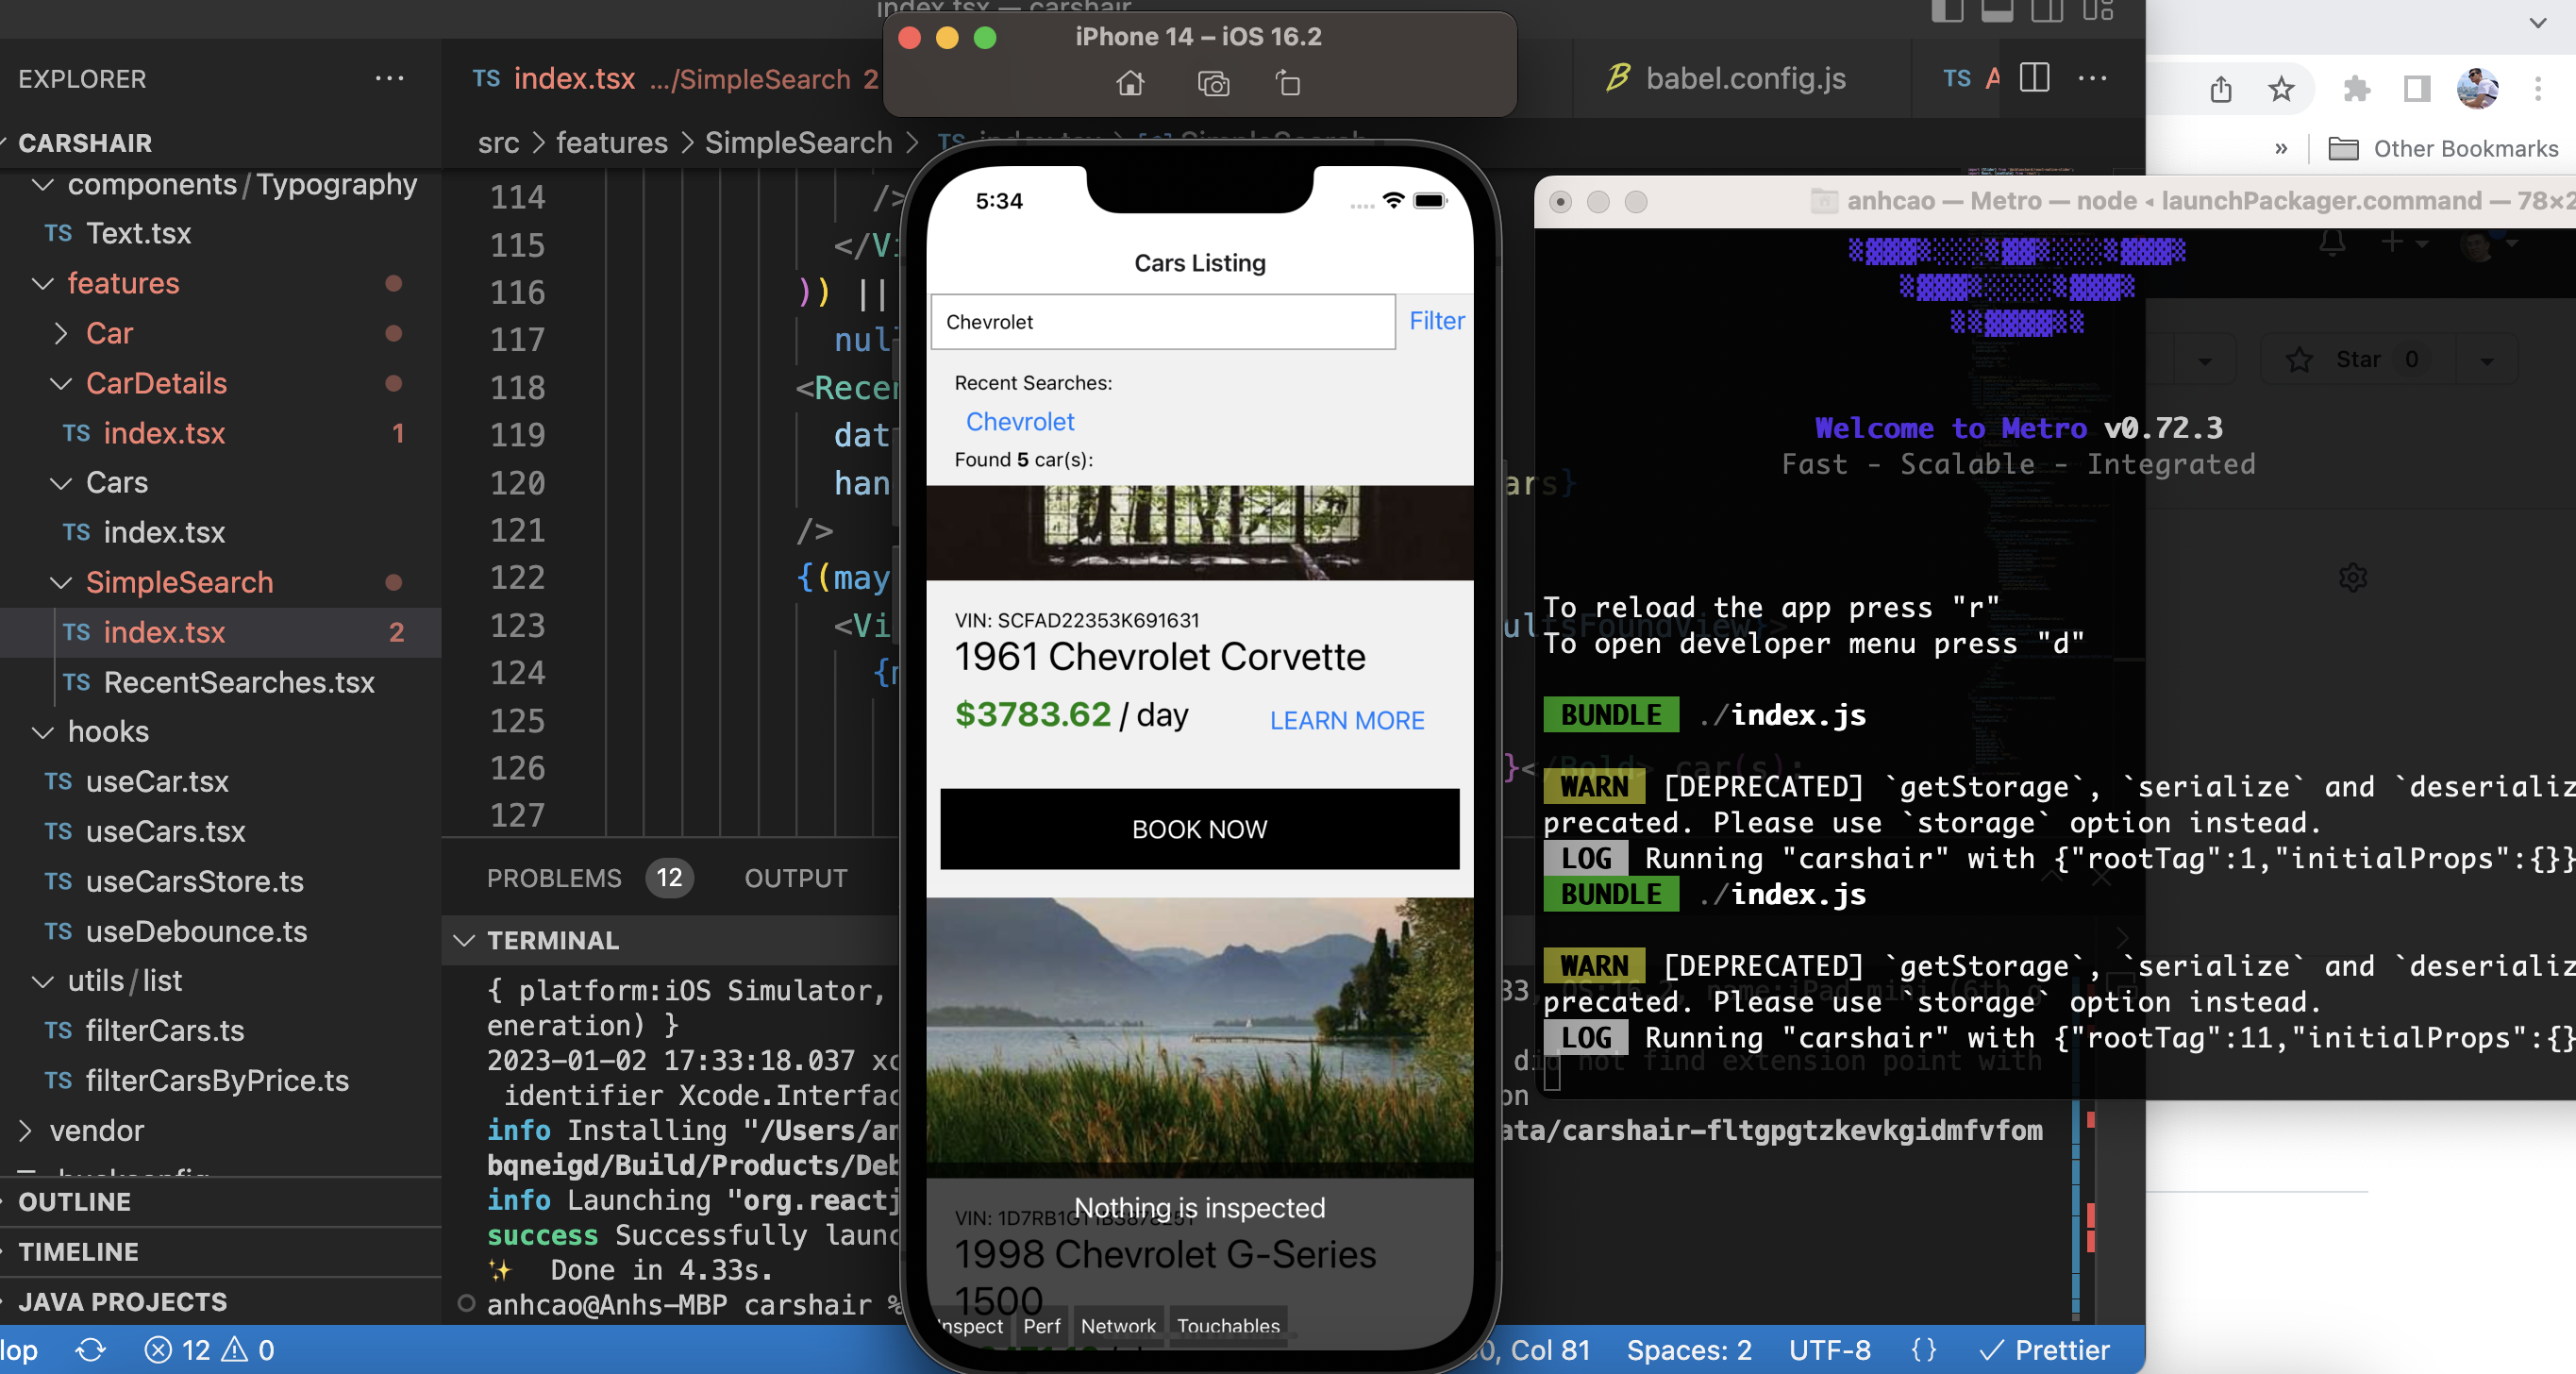 index.tsx — carshair
EXPLORER
CARSHAIR
components/Typography
TS Text.tsx
features
Car
CarDetails
TS index.tsx 1
Cars
TS index.tsx
SimpleSearch
TS index.tsx 2
TS RecentSearches.tsx
hooks
TS useCar.tsx
TS useCars.tsx
TS useCarsStore.ts
TS useDebounce.ts
utils/list
TS filterCars.ts
TS filterCarsByPrice.ts
vendor
OUTLINE
TIMELINE
JAVA PROJECTS
TS index.tsx .../SimpleSearch 2
babel.config.js
TS A
src > features > SimpleSearch > TS index.tsx > SimpleSearch
114 />
115 </Vi
116 )) ||
117 nul
118 <Recen
119 dat
120 han
121 />
122 {(may
123 <Vi
124 {
125
126
127
PROBLEMS 12 OUTPUT
TERMINAL
{ platform:iOS Simulator,
eneration) }
2023-01-02 17:33:18.037 xc
identifier Xcode.Interfac
info Installing "/Users/an
ata/carshair-fltgpgtzkevkgidmfvfom
bqneigd/Build/Products/Deb
info Launching "org.reactj
success Successfully launc
✨ Done in 4.33s.
anhcao@Anhs-MBP carshair %
lop 12 0
0, Col 81 Spaces: 2 UTF-8 {} Prettier
iPhone 14 – iOS 16.2
5:34
Cars Listing
Chevrolet
Filter
Recent Searches:
Chevrolet
Found 5 car(s):
VIN: SCFAD22353K691631
1961 Chevrolet Corvette
$3783.62 / day
LEARN MORE
BOOK NOW
Nothing is inspected
1998 Chevrolet G-Series
1500
Inspect Perf Network Touchables
» Other Bookmarks
Star 0
anhcao — Metro — node ◂ launchPackager.command — 78×2
Welcome to Metro v0.72.3
Fast - Scalable - Integrated
To reload the app press "r"
To open developer menu press "d"
BUNDLE ./index.js
WARN [DEPRECATED] `getStorage`, `serialize` and `deserializ
precated. Please use `storage` option instead.
LOG Running "carshair" with {"rootTag":1,"initialProps":{}}
BUNDLE ./index.js
WARN [DEPRECATED] `getStorage`, `serialize` and `deserializ
precated. Please use `storage` option instead.
LOG Running "carshair" with {"rootTag":11,"initialProps":{}
did not find extension point with